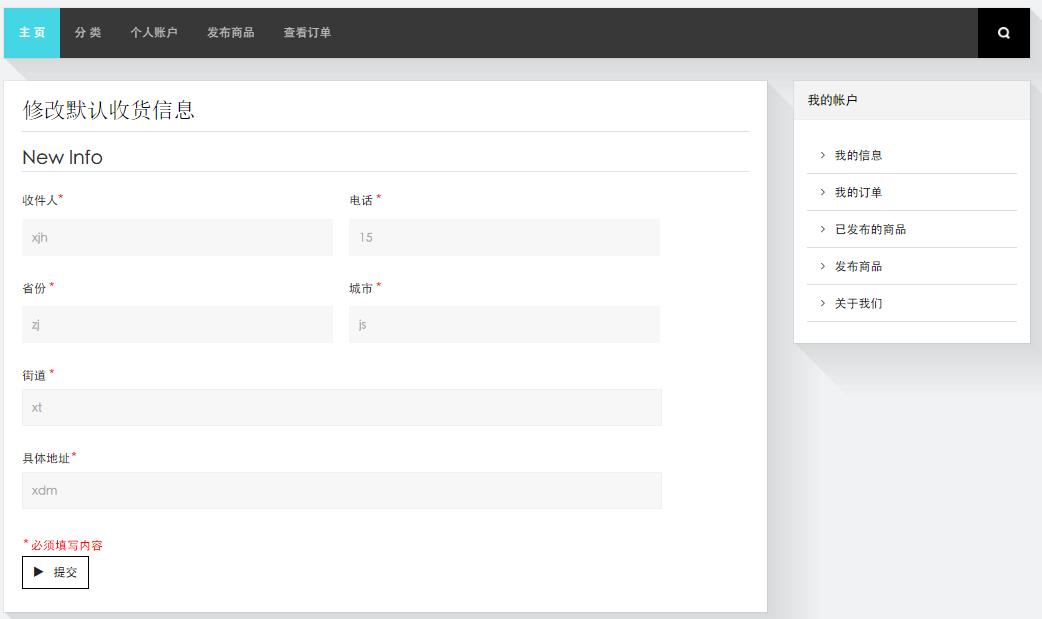 主 页 分 类 个人账户 发布商品 查看订单
修改默认收货信息
New Info
收件人*
电话 *
xjh
15
省份 *
城市 *
zj
js
街道 *
xt
具体地址*
xdm
* 必须填写内容
提交
我的帐户
我的信息
我的订单
已发布的商品
发布商品
关于我们